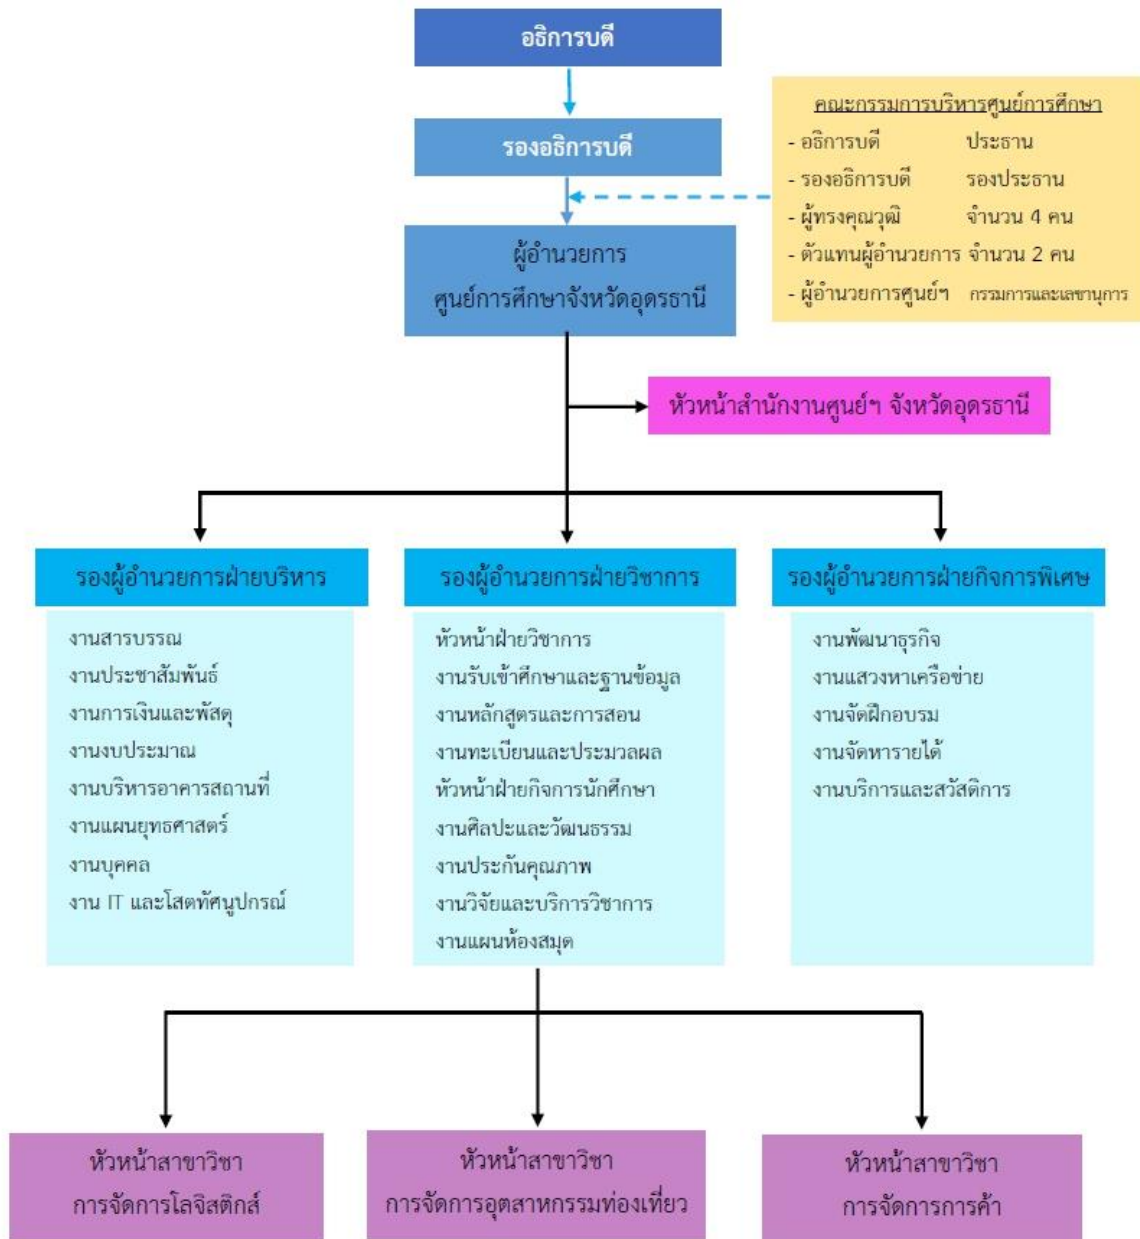 อธิการบดี
รองอธิการบดี
คณะกรรมการบริหารศูนย์การศึกษา
- อธิการบดี ประธาน
- รองอธิการบดี รองประธาน
- ผู้ทรงคุณวุฒิ จำนวน 4 คน
- ตัวแทนผู้อำนวยการ จำนวน 2 คน
- ผู้อำนวยการศูนย์ฯ กรรมการและเลขานุการ
ผู้อำนวยการ
ศูนย์การศึกษาจังหวัดอุดรธานี
หัวหน้าสำนักงานศูนย์ฯ จังหวัดอุดรธานี
รองผู้อำนวยการฝ่ายบริหาร
งานสารบรรณ
งานประชาสัมพันธ์
งานการเงินและพัสดุ
งานงบประมาณ
งานบริหารอาคารสถานที่
งานแผนยุทธศาสตร์
งานบุคคล
งาน IT และโสตทัศนูปกรณ์
รองผู้อำนวยการฝ่ายวิชาการ
หัวหน้าฝ่ายวิชาการ
งานรับเข้าศึกษาและฐานข้อมูล
งานหลักสูตรและการสอน
งานทะเบียนและประมวลผล
หัวหน้าฝ่ายกิจการนักศึกษา
งานศิลปะและวัฒนธรรม
งานประกันคุณภาพ
งานวิจัยและบริการวิชาการ
งานแผนห้องสมุด
รองผู้อำนวยการฝ่ายกิจการพิเศษ
งานพัฒนาธุรกิจ
งานแสวงหาเครือข่าย
งานจัดฝึกอบรม
งานจัดหารายได้
งานบริการและสวัสดิการ
หัวหน้าสาขาวิชา
การจัดการโลจิสติกส์
หัวหน้าสาขาวิชา
การจัดการอุตสาหกรรมท่องเที่ยว
หัวหน้าสาขาวิชา
การจัดการการค้า